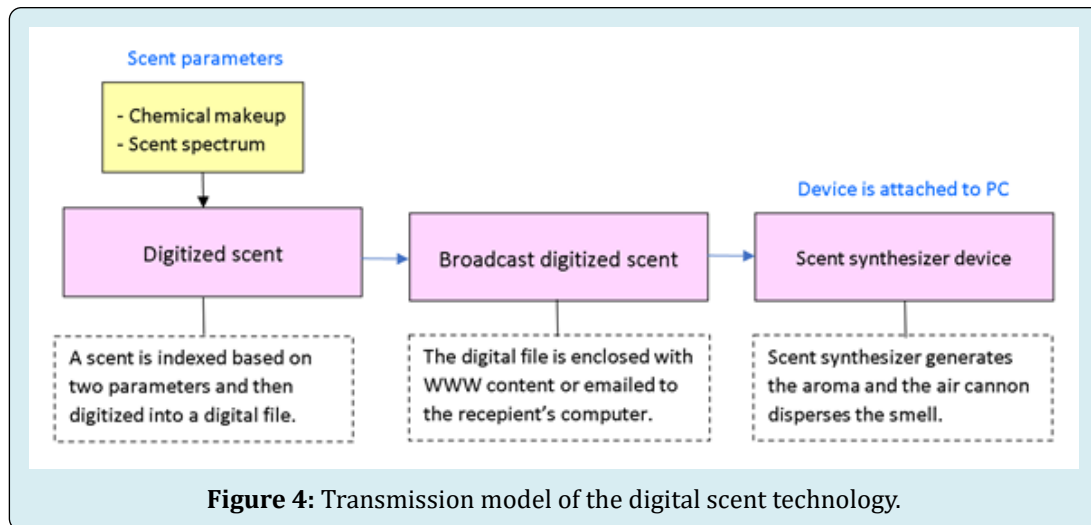 Scent parameters
- Chemical makeup
- Scent spectrum
Device is attached to PC
Digitized scent
Broadcast digitized scent
Scent synthesizer device
A scent is indexed based on
two parameters and then
digitized into a digital file.
The digital file is enclosed with
WWW content or emailed to
the recepient's computer.
Scent synthesizer generates
the aroma and the air cannon
disperses the smell.
Figure 4: Transmission model of the digital scent technology.